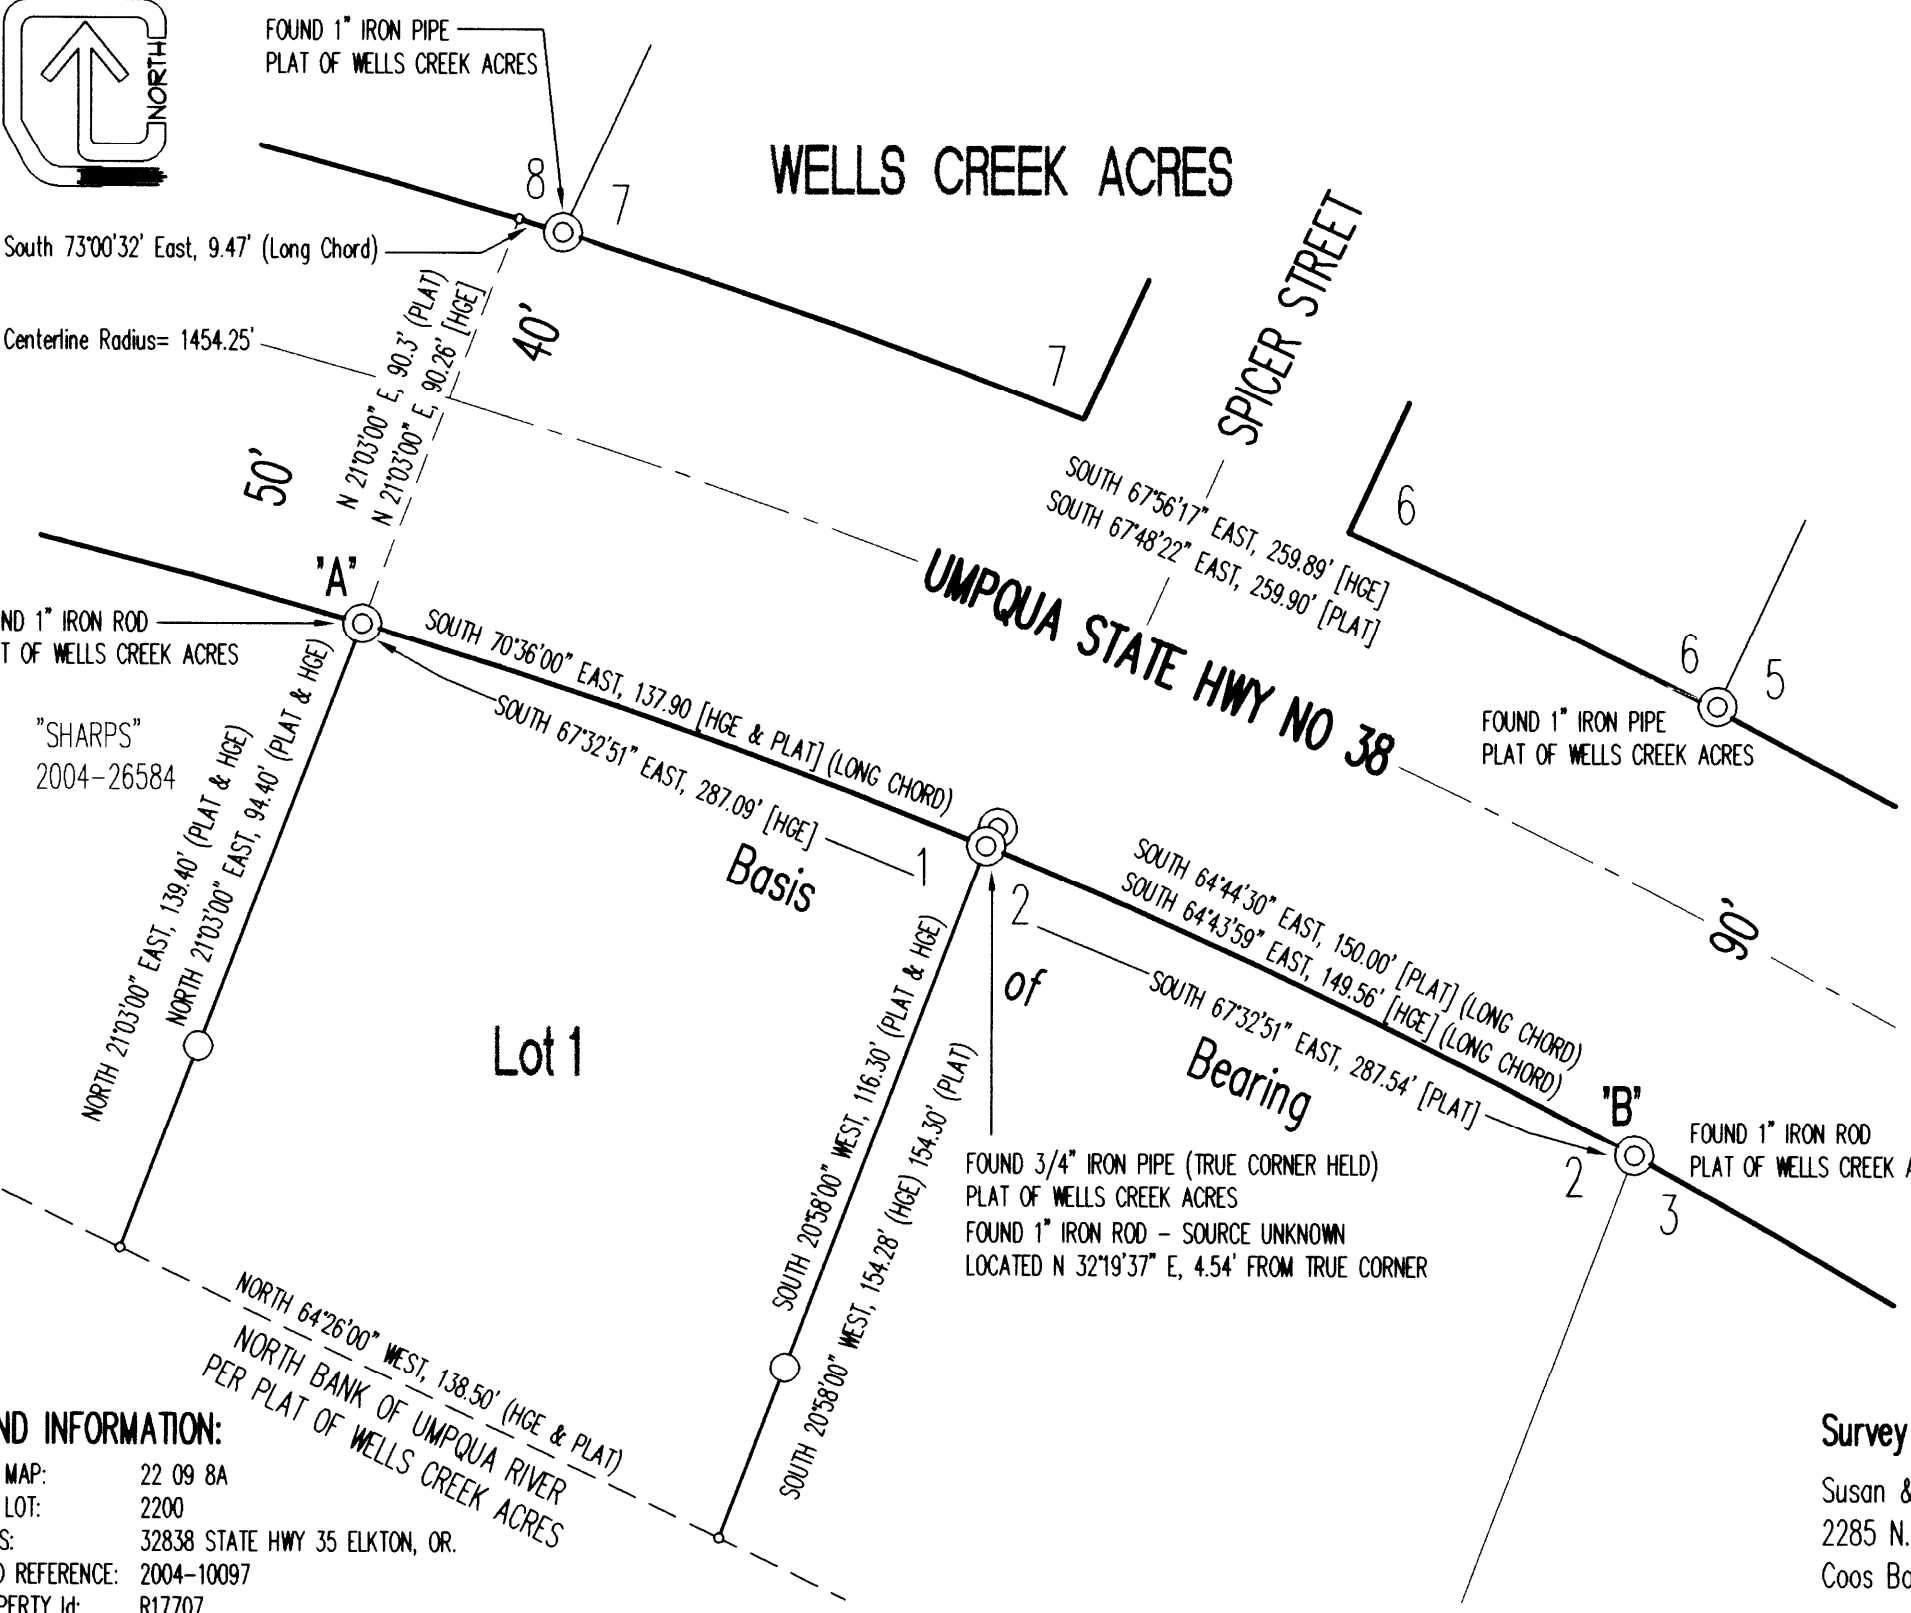 NORTH
FOUND 1" IRON PIPE
PLAT OF WELLS CREEK ACRES
WELLS CREEK ACRES
8
7
South 73°00'32' East, 9.47' (Long Chord)
Centerline Radius= 1454.25'
N 21°03'00" E, 90.3' (PLAT)
N 21°03'00" E, 90.26' [HGE]
40'
50'
7
SPICER STREET
6
SOUTH 67°56'17" EAST, 259.89' [HGE]
SOUTH 67°48'22" EAST, 259.90' [PLAT]
UMPQUA STATE HWY NO 38
"A"
ND 1" IRON ROD
T OF WELLS CREEK ACRES
"SHARPS"
2004-26584
SOUTH 70°36'00" EAST, 137.90 [HGE & PLAT] (LONG CHORD)
SOUTH 67°32'51" EAST, 287.09' [HGE]
6
5
FOUND 1" IRON PIPE
PLAT OF WELLS CREEK ACRES
NORTH 21°03'00" EAST, 139.40' (PLAT & HGE)
NORTH 21°03'00" EAST, 94.40' (PLAT & HGE)
Basis
1
2
of
Bearing
90'
SOUTH 64°44'30" EAST, 150.00' [PLAT] (LONG CHORD)
SOUTH 64°43'59" EAST, 149.56' [HGE] (LONG CHORD)
SOUTH 67°32'51" EAST, 287.54' [PLAT]
Lot 1
SOUTH 20°58'00" WEST, 116.30' (PLAT & HGE)
SOUTH 20°58'00" WEST, 154.28' (HGE) 154.30' (PLAT)
"B"
2
3
FOUND 1" IRON ROD
PLAT OF WELLS CREEK
FOUND 3/4" IRON PIPE (TRUE CORNER HELD)
PLAT OF WELLS CREEK ACRES
FOUND 1" IRON ROD - SOURCE UNKNOWN
LOCATED N 32°19'37" E, 4.54' FROM TRUE CORNER
NORTH 64°26'00" WEST, 138.50' (HGE & PLAT)
NORTH BANK OF UMPQUA RIVER
PER PLAT OF WELLS CREEK ACRES
ND INFORMATION:
MAP: 22 09 8A
LOT: 2200
S: 32838 STATE HWY 35 ELKTON, OR.
REFERENCE: 2004-10097
PERTY Id: R17707
Survey
Susan &
2285 N.
Coos Ba